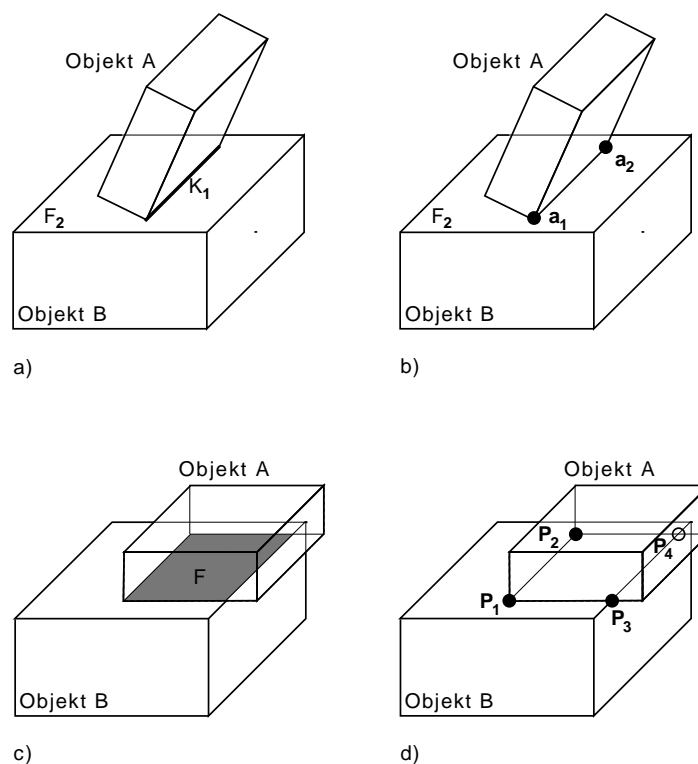 Objekt A
K1
F2
Objekt B
a)
Objekt A
a2
F2
a1
Objekt B
b)
Objekt A
F
Objekt B
c)
Objekt A
P2
P4
P1
P3
Objekt B
d)